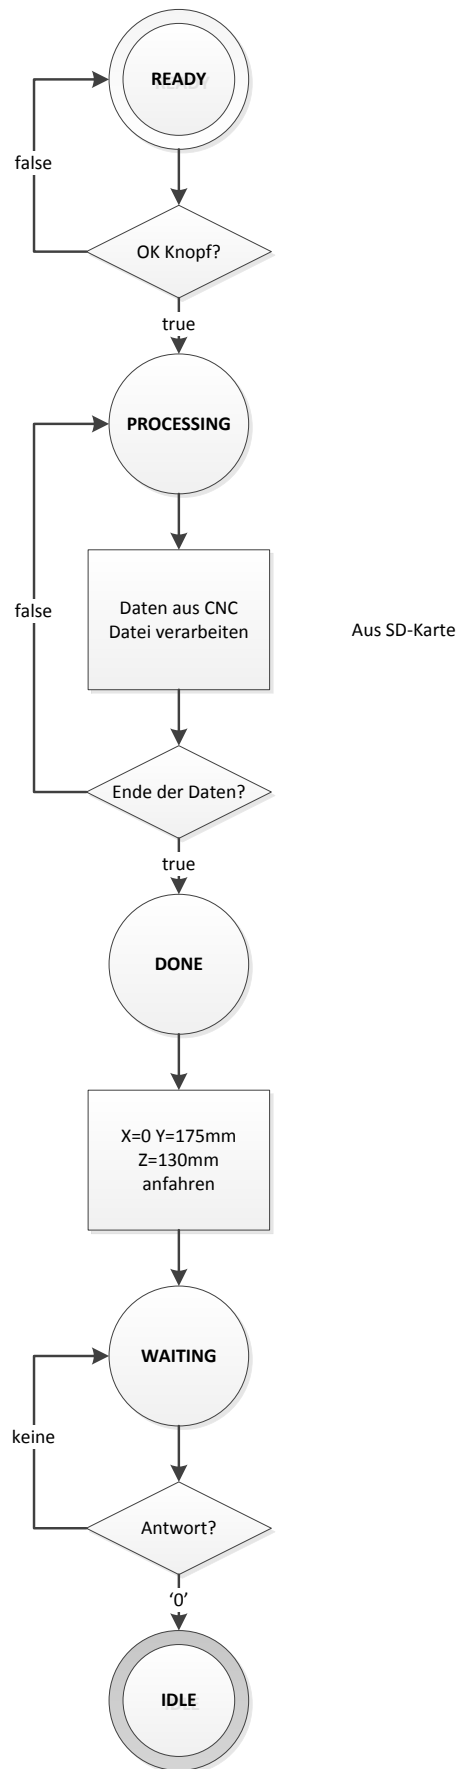 READY
false
OK Knopf?
true
PROCESSING
false
Daten aus CNC
Datei verarbeiten
Aus SD-Karte
Ende der Daten?
true
DONE
X=0 Y=175mm
Z=130mm
anfahren
WAITING
keine
Antwort?
‘0’
IDLE